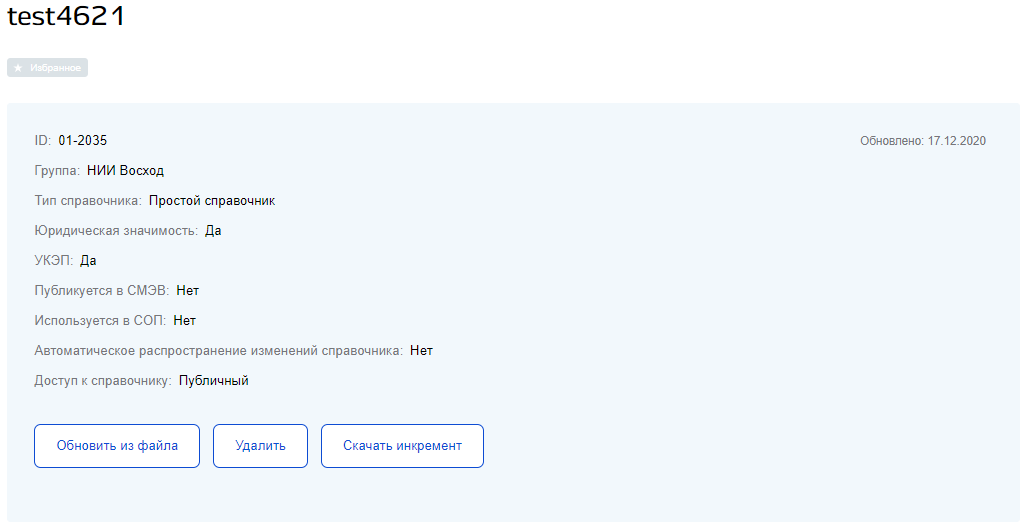 test4621
★ Избранное
ID: 01-2035
Обновлено: 17.12.2020
Группа: НИИ Восход
Тип справочника: Простой справочник
Юридическая значимость: Да
УКЭП: Да
Публикуется в СМЭВ: Нет
Используется в СОП: Нет
Автоматическое распространение изменений справочника: Нет
Доступ к справочнику: Публичный
Обновить из файла
Удалить
Скачать инкремент